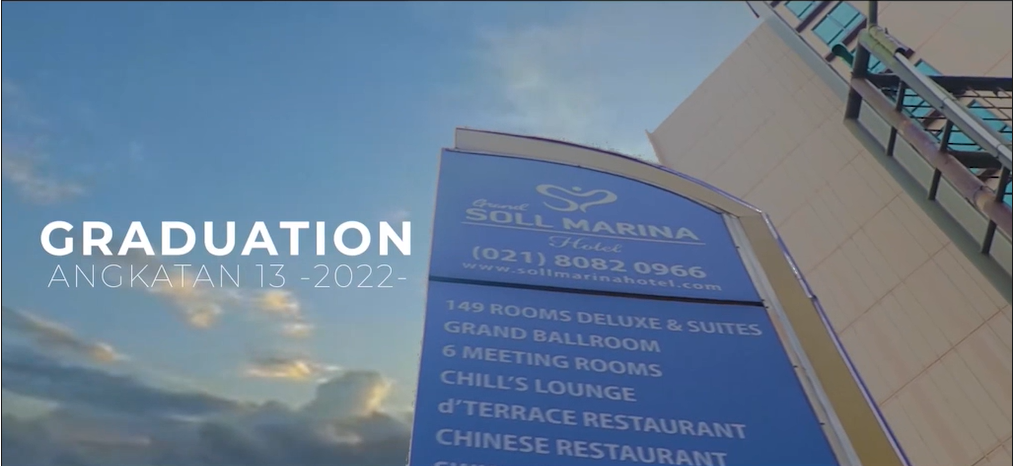 GRADUATION
ANGKATAN 13 -2022-
Grand
SOLL MARINA
Hotel
(021) 8082 0966
www.sollmarinahotel.com
149 ROOMS DELUXE & SUITES
GRAND BALLROOM
6 MEETING ROOMS
CHILL'S LOUNGE
d'TERRACE RESTAURANT
CHINESE RESTAURANT